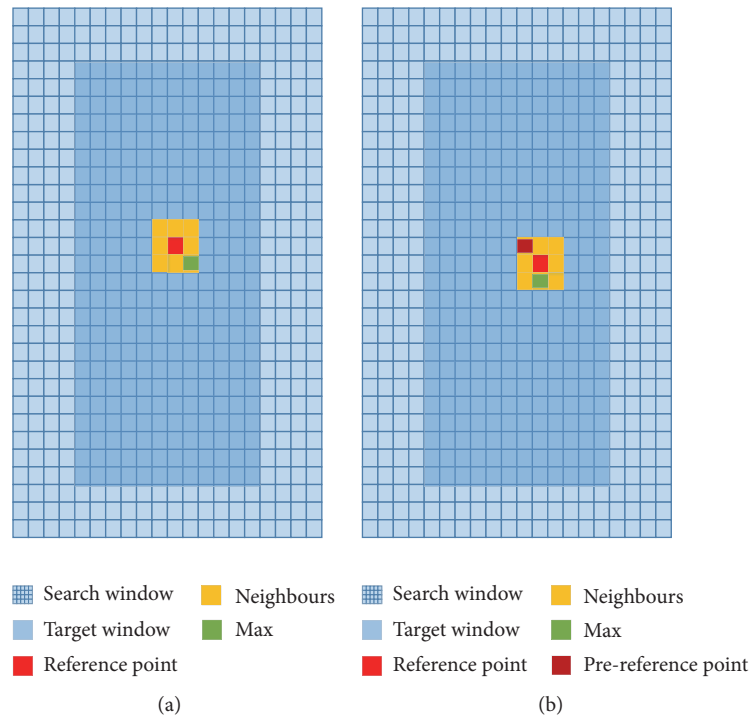 Search window
Neighbours
Target window
Max
Reference point
(a)
Search window
Neighbours
Target window
Max
Reference point
Pre-reference point
(b)